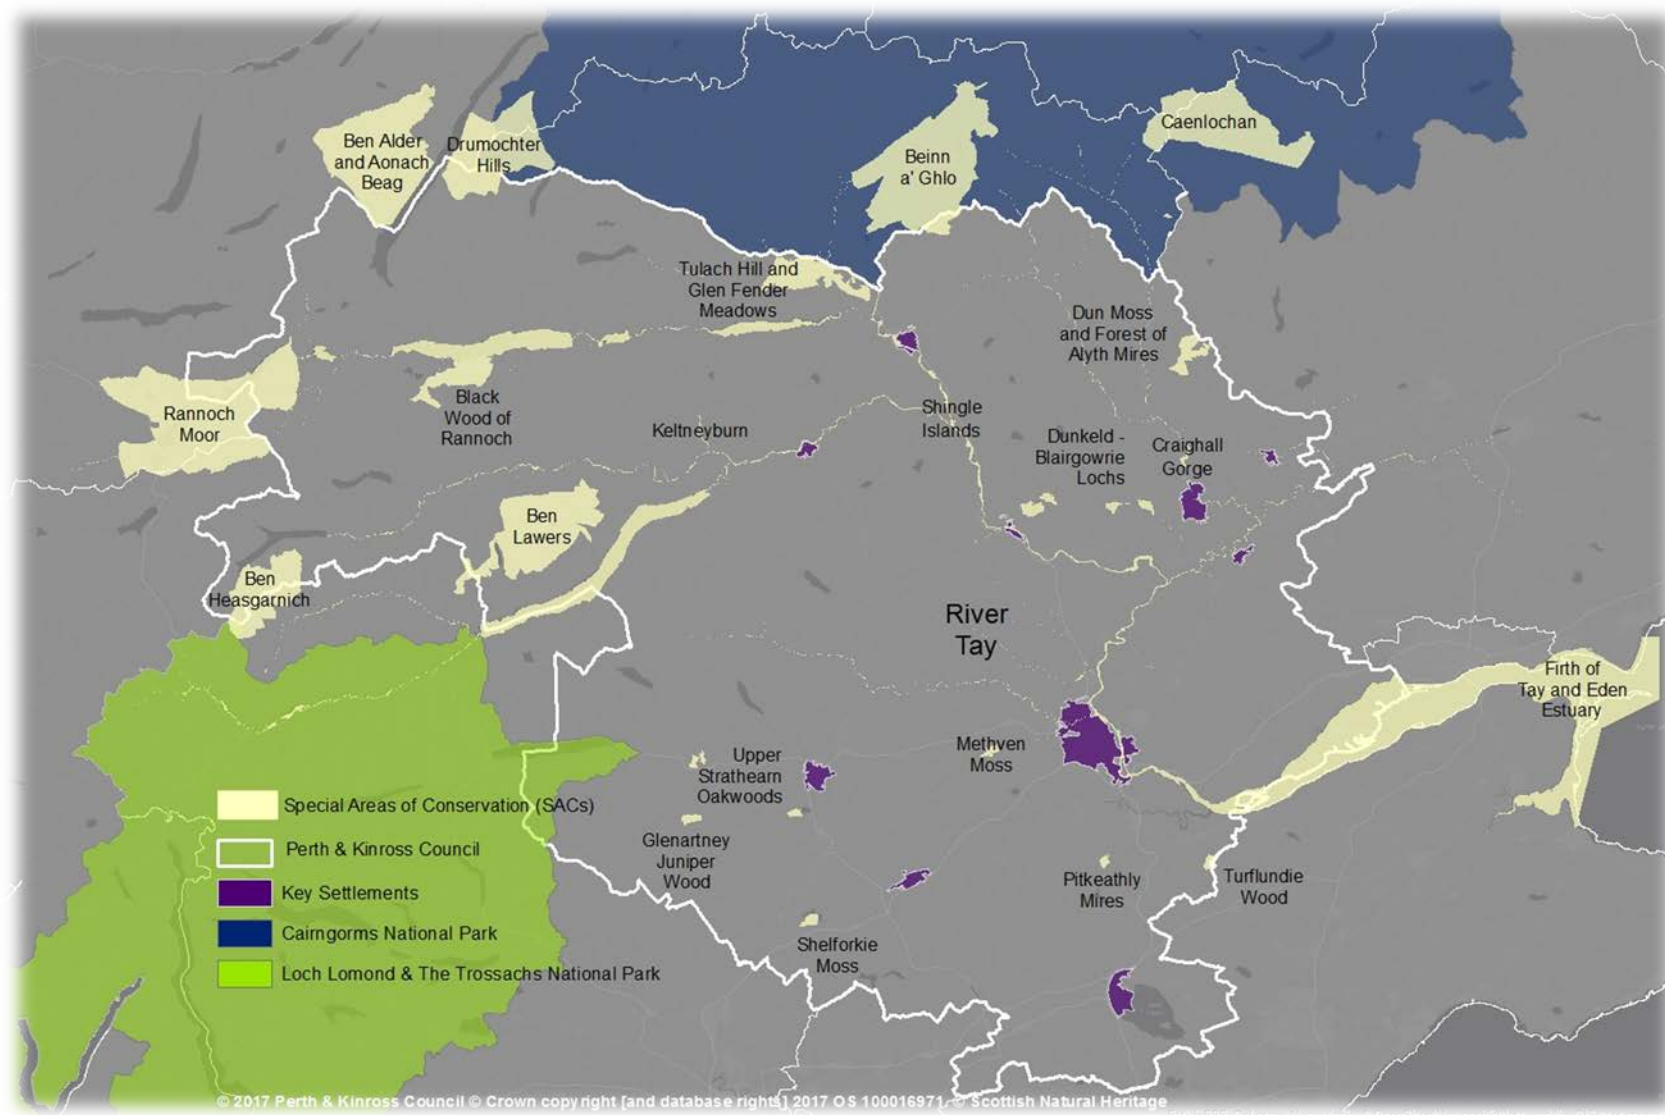 Ben Alder
and Aonach
Beag
Drumochter
Hills
Beinn
a' Ghlo
Caenlochan
Tulach Hill and
Glen Fender
Meadows
Dun Moss
and Forest of
Alyth Mires
Rannoch
Moor
Black
Wood of
Rannoch
Keltneyburn
Shingle
Islands
Dunkeld -
Blairgowrie
Lochs
Craighall
Gorge
Ben
Lawers
Ben
Heasgarnich
River
Tay
Firth of
Tay and Eden
Estuary
Methven
Moss
Upper
Strathearn
Oakwoods
Glenartney
Juniper
Wood
Pitkeathly
Mires
Turflundie
Wood
Shelforkie
Moss
Special Areas of Conservation (SACs)
Perth & Kinross Council
Key Settlements
Cairngorms National Park
Loch Lomond & The Trossachs National Park
© 2017 Perth & Kinross Council © Crown copyright [and database rights] 2017 OS 100016971. © Scottish Natural Heritage